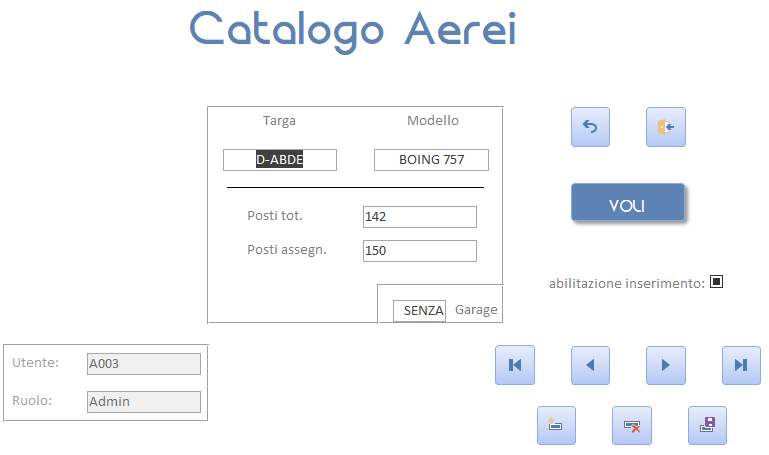 Catalogo Aerei
Targa Modello
D-ABDE BOING 757
Posti tot. 142
Posti assegn. 150
SENZA Garage
VOLI
abilitazione inserimento:
Utente: A003
Ruolo: Admin